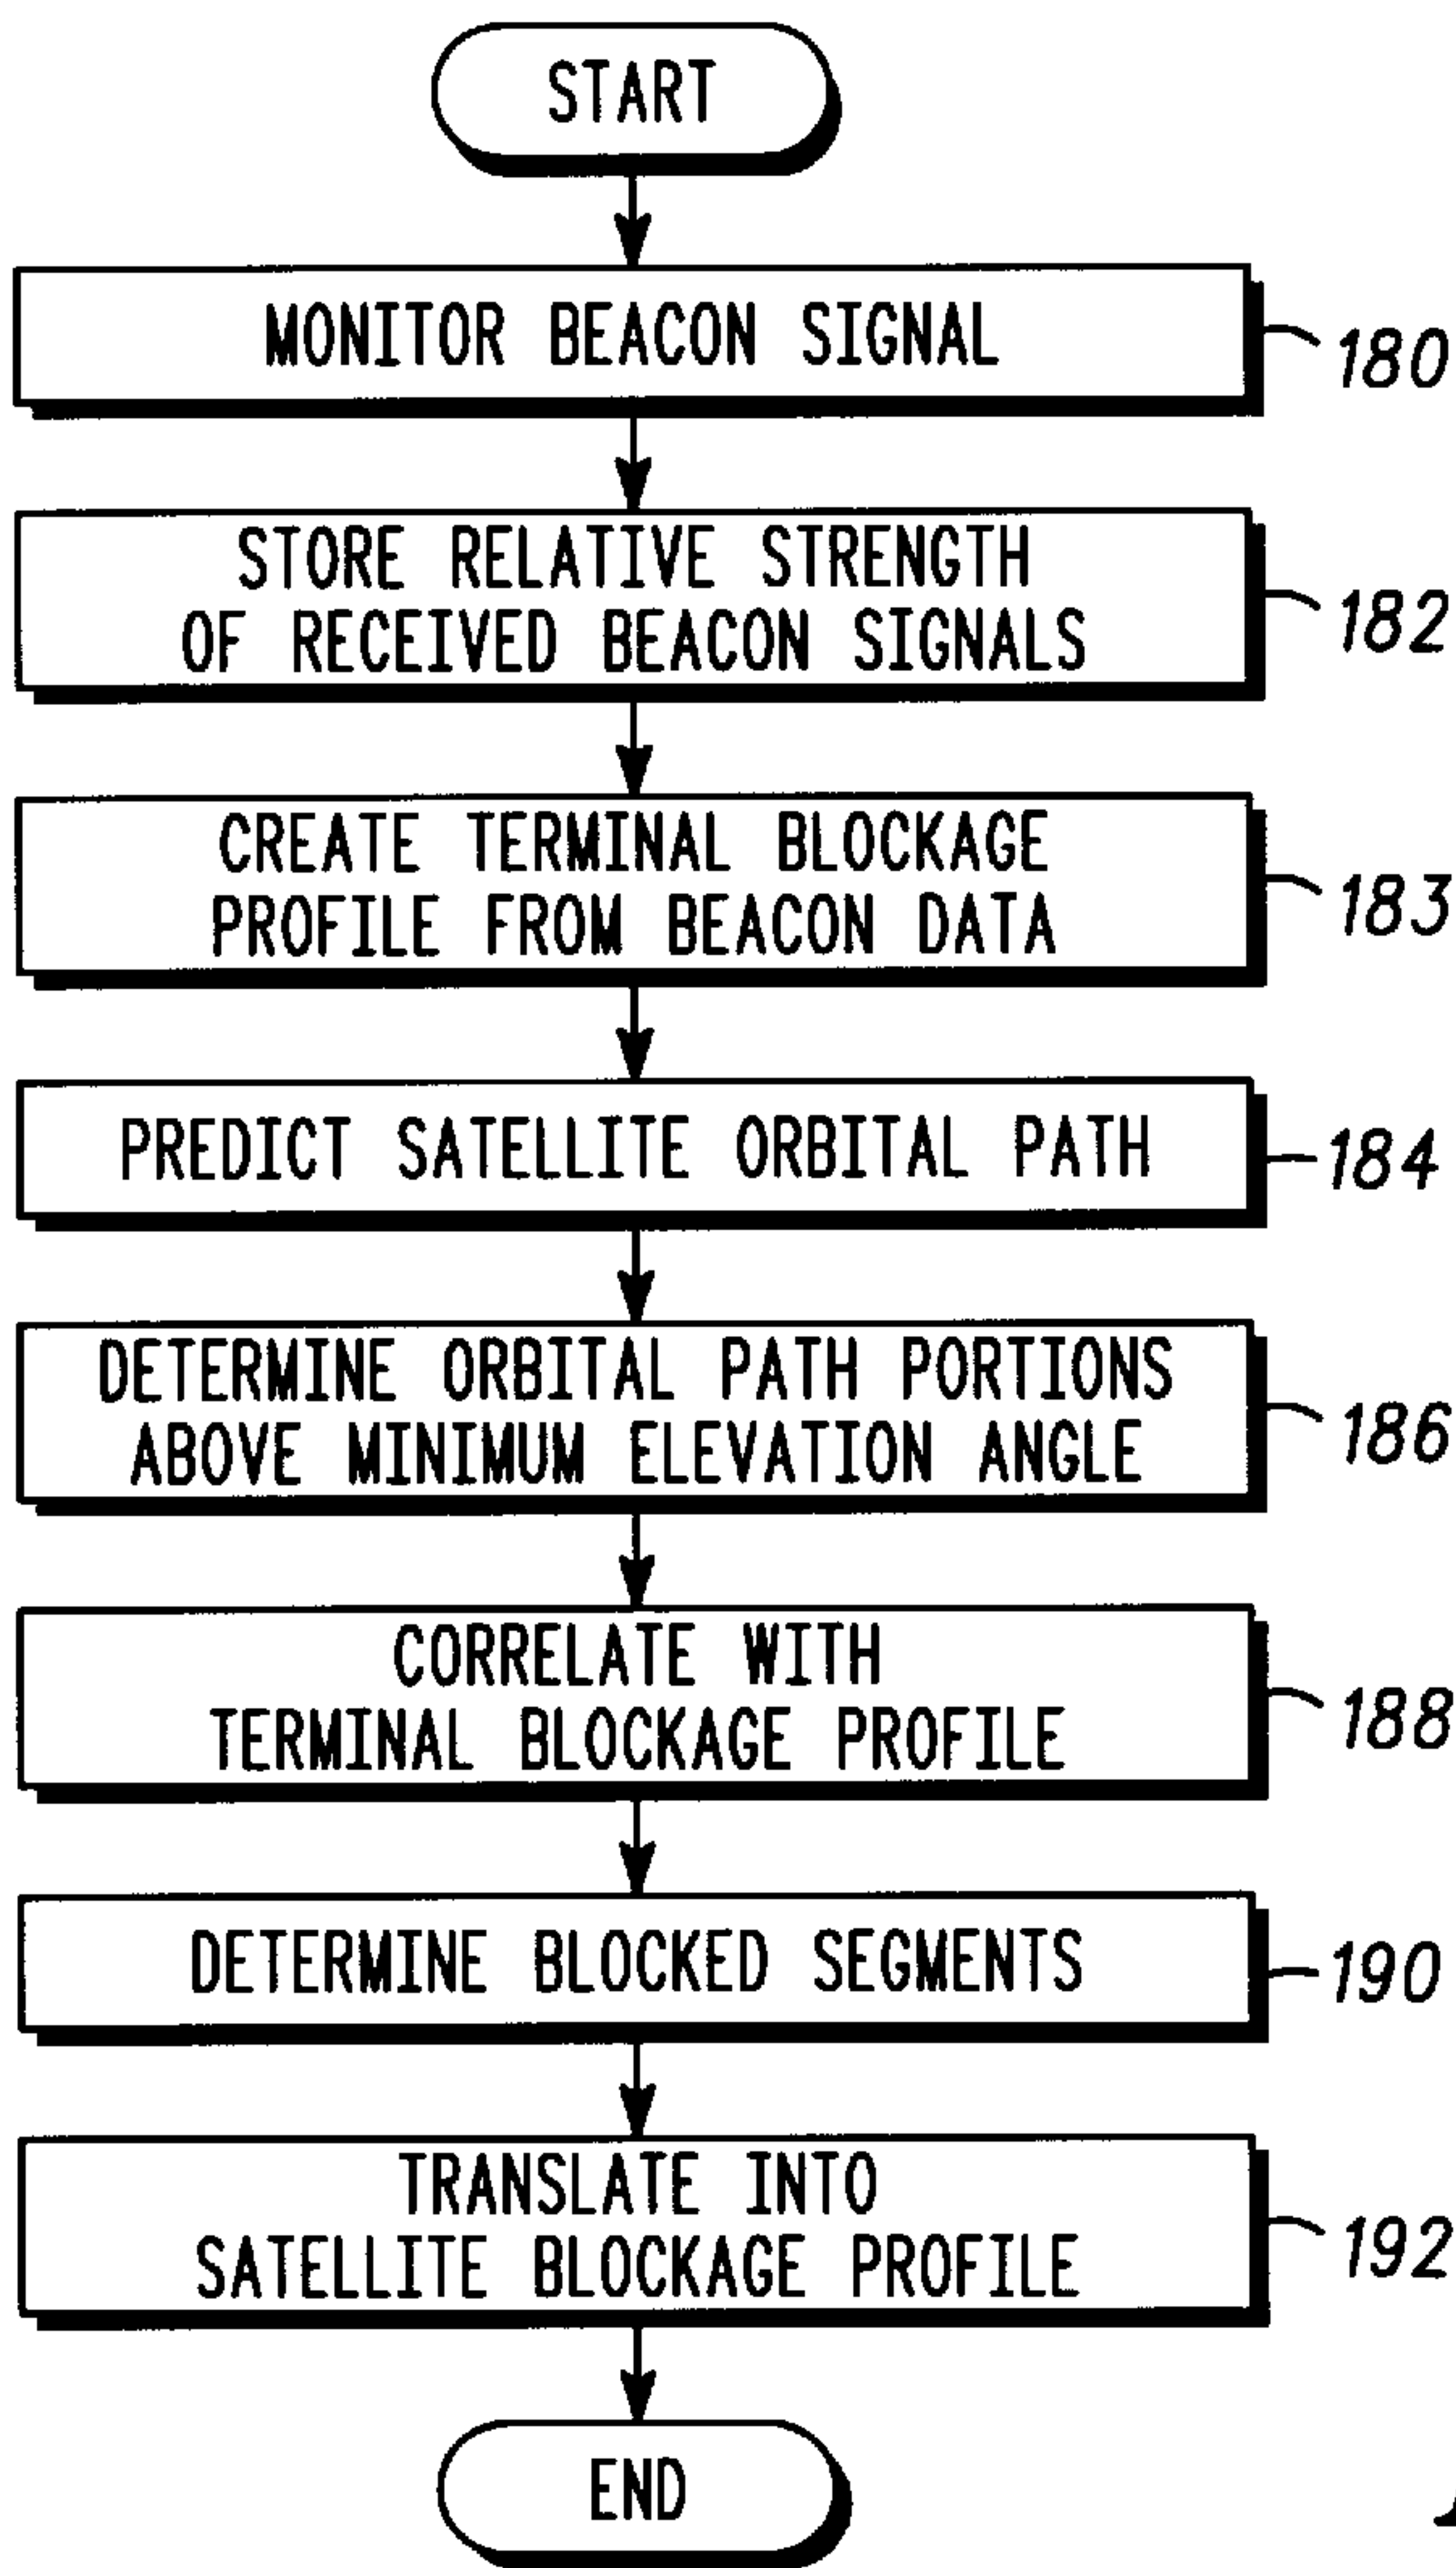 START
MONITOR BEACON SIGNAL
180
STORE RELATIVE STRENGTH
OF RECEIVED BEACON SIGNALS
182
CREATE TERMINAL BLOCKAGE
PROFILE FROM BEACON DATA
183
PREDICT SATELLITE ORBITAL PATH
184
DETERMINE ORBITAL PATH PORTIONS
ABOVE MINIMUM ELEVATION ANGLE
186
CORRELATE WITH
TERMINAL BLOCKAGE PROFILE
188
DETERMINE BLOCKED SEGMENTS
190
TRANSLATE INTO
SATELLITE BLOCKAGE PROFILE
192
END